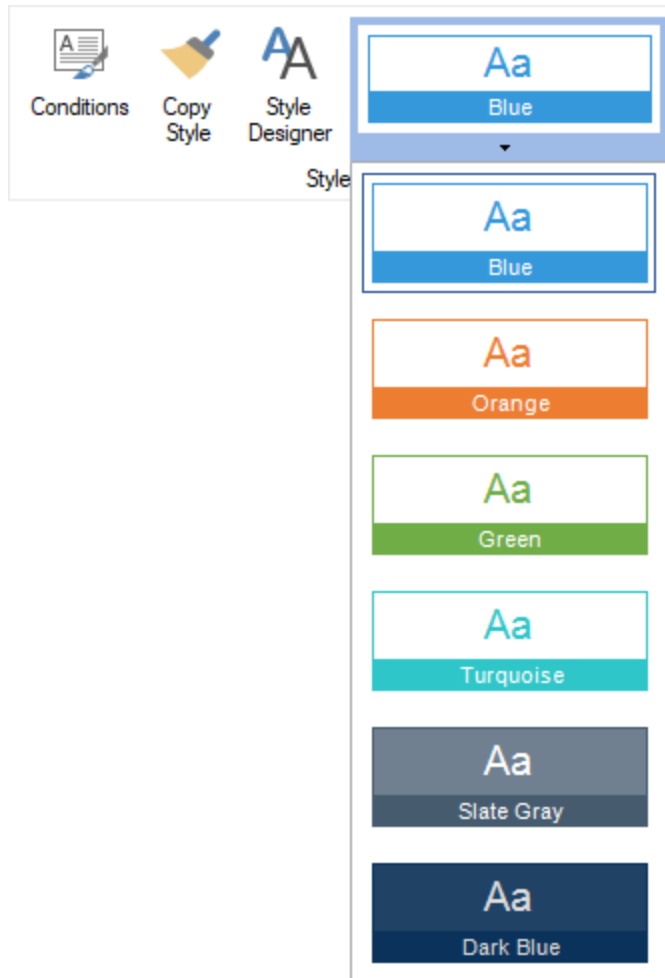 Conditions
Copy
Style
Style
Designer
Aa
Blue
Style
Aa
Blue
Aa
Orange
Aa
Green
Aa
Turquoise
Aa
Slate Gray
Aa
Dark Blue